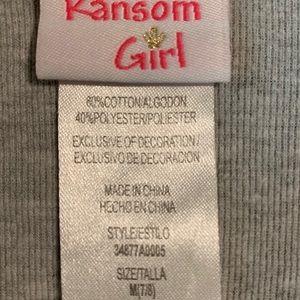 Ransom
Girl
60%COTTON/ALGODON
40%POLYESTER/POLIESTER
EXCLUSIVE OF DECORATION/
EXCLUSIVO DE DECORACION
MADE IN CHINA
HECHO EN CHINA
STYLE/ESTILO
34877A0005
SIZE/TALLA
M(7/8)